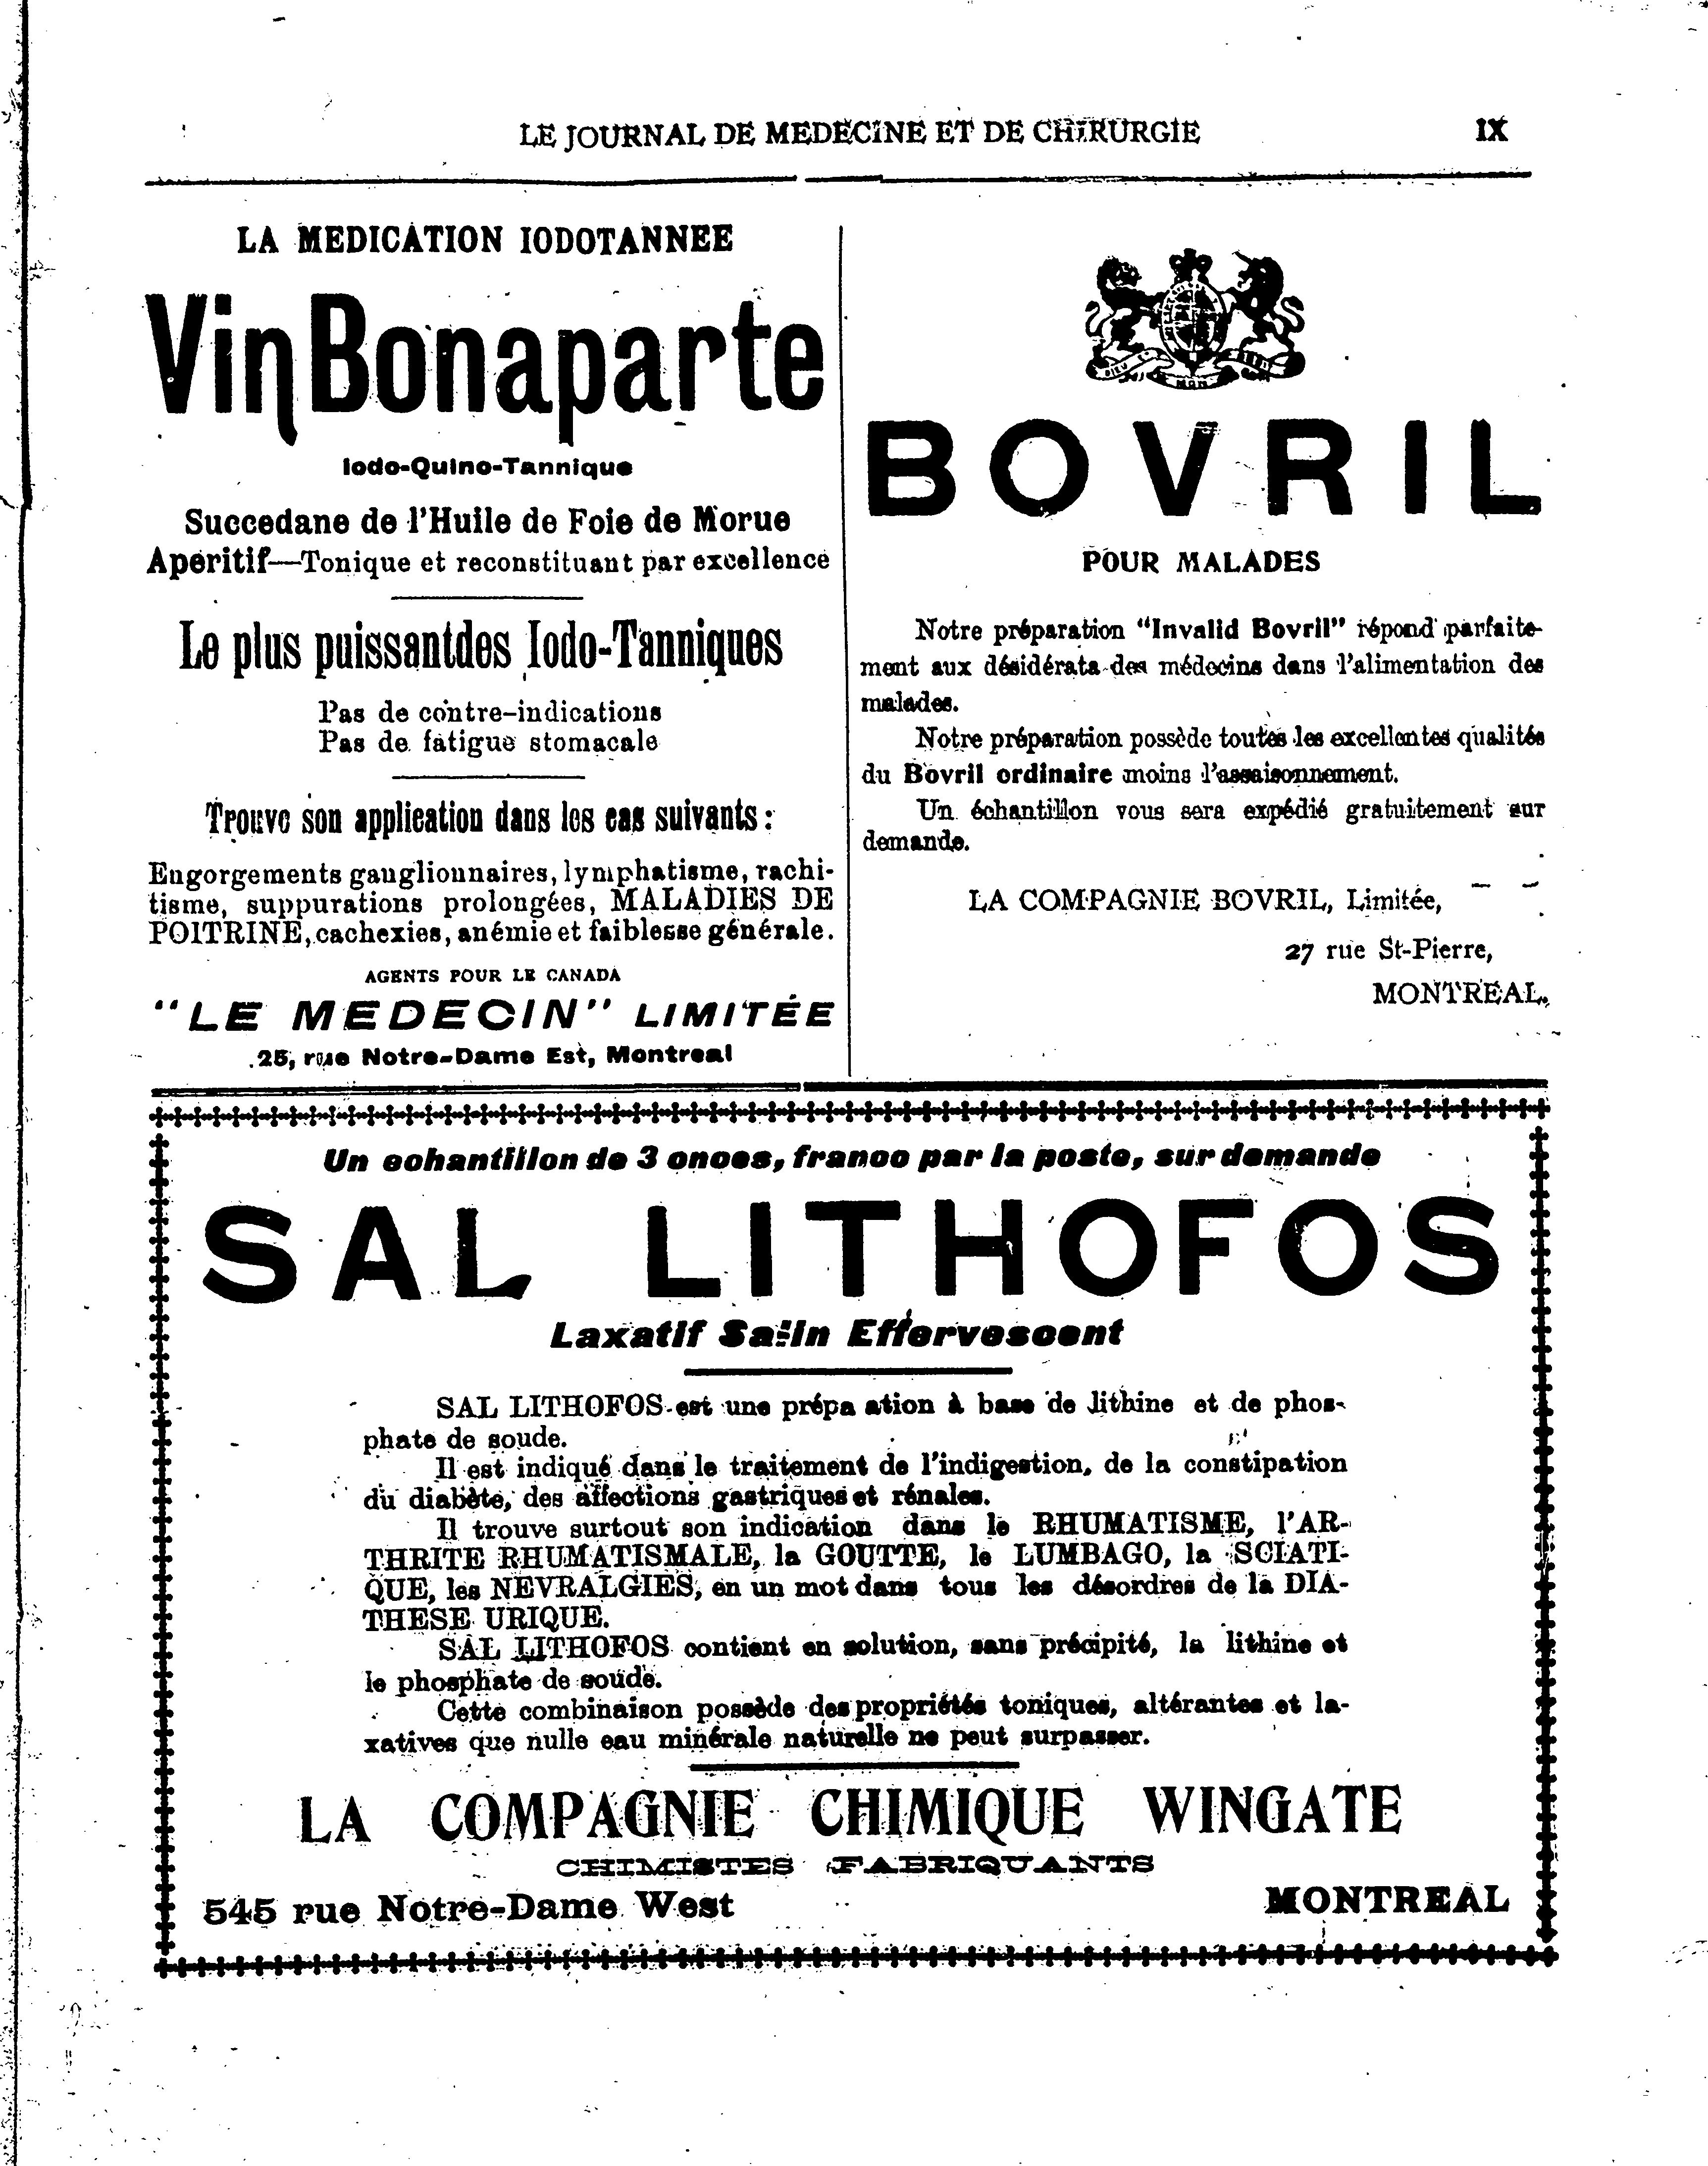 LE JOURNAL DE MEDECINE ET DE CHIRURGIE IX
LA MEDICATION IODOTANNEE
Vin Bonaparte
Iodo-Quino-Tannique
Succedane de l'Huile de Foie de Morue
Aperitif—Tonique et reconstituant par excellence
Le plus puissantdes Iodo-Tanniques
Pas de contre-indications
Pas de fatigue stomacale
Trouve son application dans les cas suivants :
Engorgements ganglionnaires, lymphatisme, rachi-
tisme, suppurations prolongées, MALADIES DE
POITRINE, cachexies, anémie et faiblesse générale.
AGENTS POUR LE CANADA
"LE MEDECIN" LIMITÉE
25, rue Notre-Dame Est, Montreal
DIEU ET MON
BOVRIL
POUR MALADES
Notre préparation "Invalid Bovril" répond parfaite-
ment aux désidérata des médecins dans l'alimentation des
malades.
Notre préparation possède toutes les excellentes qualités
du Bovril ordinaire moins l'assaisonnement.
Un échantillon vous sera expédié gratuitement sur
demande.
LA COMPAGNIE BOVRIL, Limitée,
27 rue St-Pierre,
MONTREAL.
Un echantillon de 3 onces, franco par la poste, sur demande
SAL LITHOFOS
Laxatif Salin Effervescent
SAL LITHOFOS est une prépa ation à base de lithine et de phos-
phate de soude.
Il est indiqué dans le traitement de l'indigestion, de la constipation
du diabète, des affections gastriques et rénales.
Il trouve surtout son indication dans le RHUMATISME, l'AR-
THRITE RHUMATISMALE, la GOUTTE, le LUMBAGO, la SCIATI-
QUE, les NEVRALGIES, en un mot dans tous les désordres de la DIA-
THESE URIQUE.
SAL LITHOFOS contient en solution, sans précipité, la lithine et
le phosphate de soude.
Cette combinaison possède des propriétés toniques, altérantes et la-
xatives que nulle eau minérale naturelle ne peut surpasser.
LA COMPAGNIE CHIMIQUE WINGATE
CHIMISTES FABRIQUANTS
545 rue Notre-Dame West MONTREAL